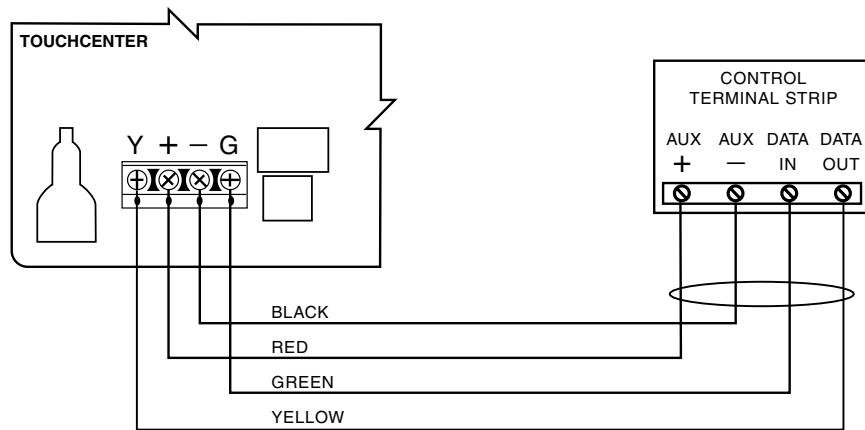 TOUCHCENTER
Y + – G
CONTROL
TERMINAL STRIP
AUX AUX DATA DATA
+ – IN OUT
BLACK
RED
GREEN
YELLOW